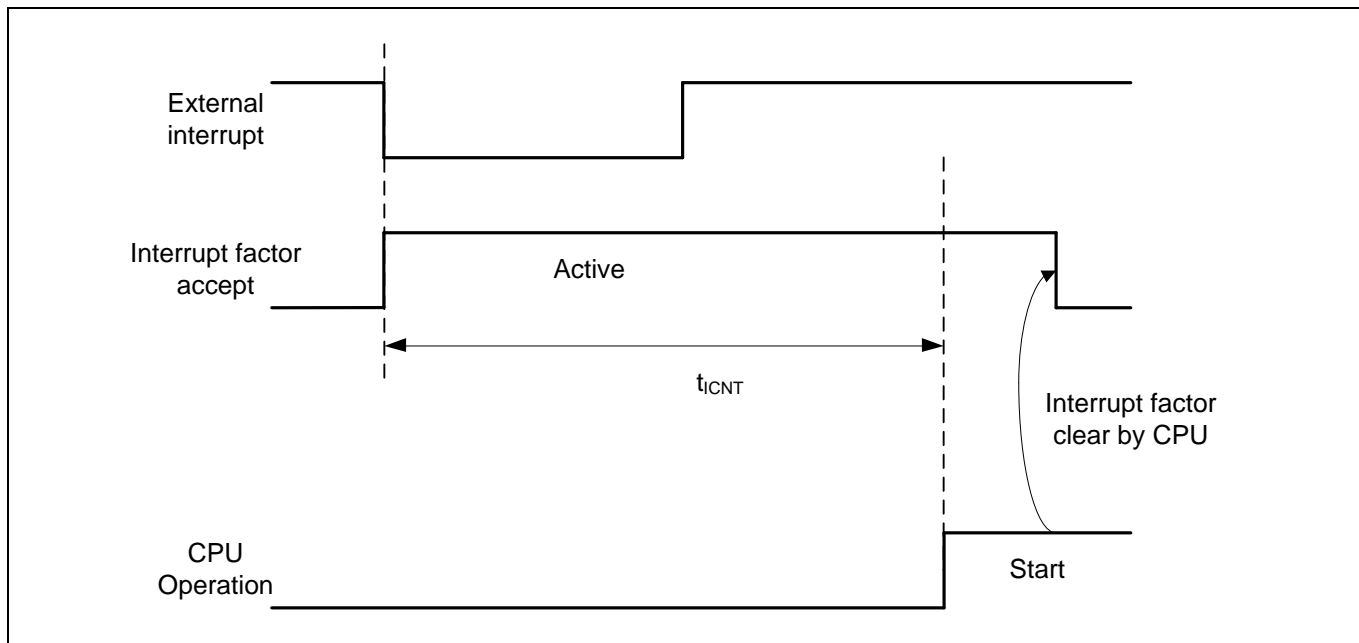 External
interrupt
Interrupt factor
accept
Active
tICNT
Interrupt factor
clear by CPU
CPU
Operation
Start